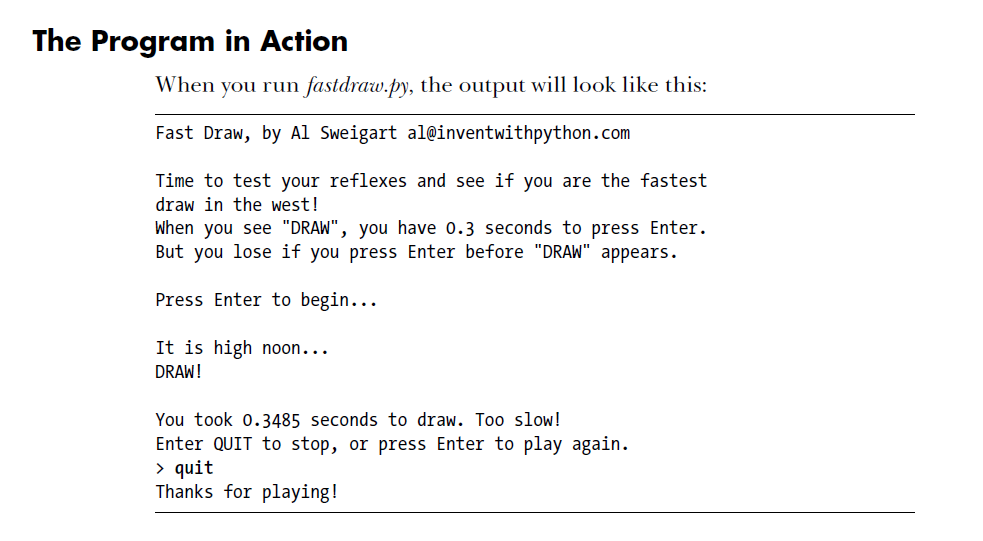 The Program in Action
When you run fastdraw.py, the output will look like this:
Fast Draw, by Al Sweigart al@inventwithpython.com
Time to test your reflexes and see if you are the fastest
draw in the west!
When you see "DRAW", you have 0.3 seconds to press Enter.
But you lose if you press Enter before "DRAW" appears.
Press Enter to begin...
It is high noon...
DRAW!
You took 0.3485 seconds to draw. Too slow!
Enter QUIT to stop, or press Enter to play again.
> quit
Thanks for playing!